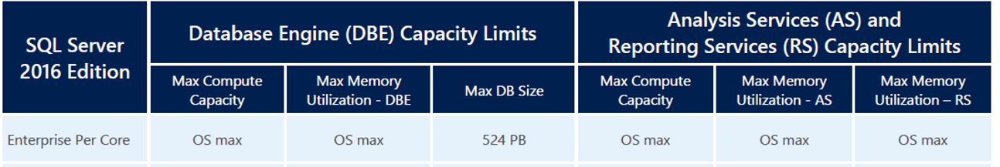 SQL Server
2016 Edition
Database Engine (DBE) Capacity Limits
Analysis Services (AS) and
Reporting Services (RS) Capacity Limits
Max Compute
Capacity
Max Memory
Utilization - DBE
Max DB Size
Max Compute
Capacity
Max Memory
Utilization - AS
Max Memory
Utilization – RS
Enterprise Per Core
OS max
OS max
524 PB
OS max
OS max
OS max